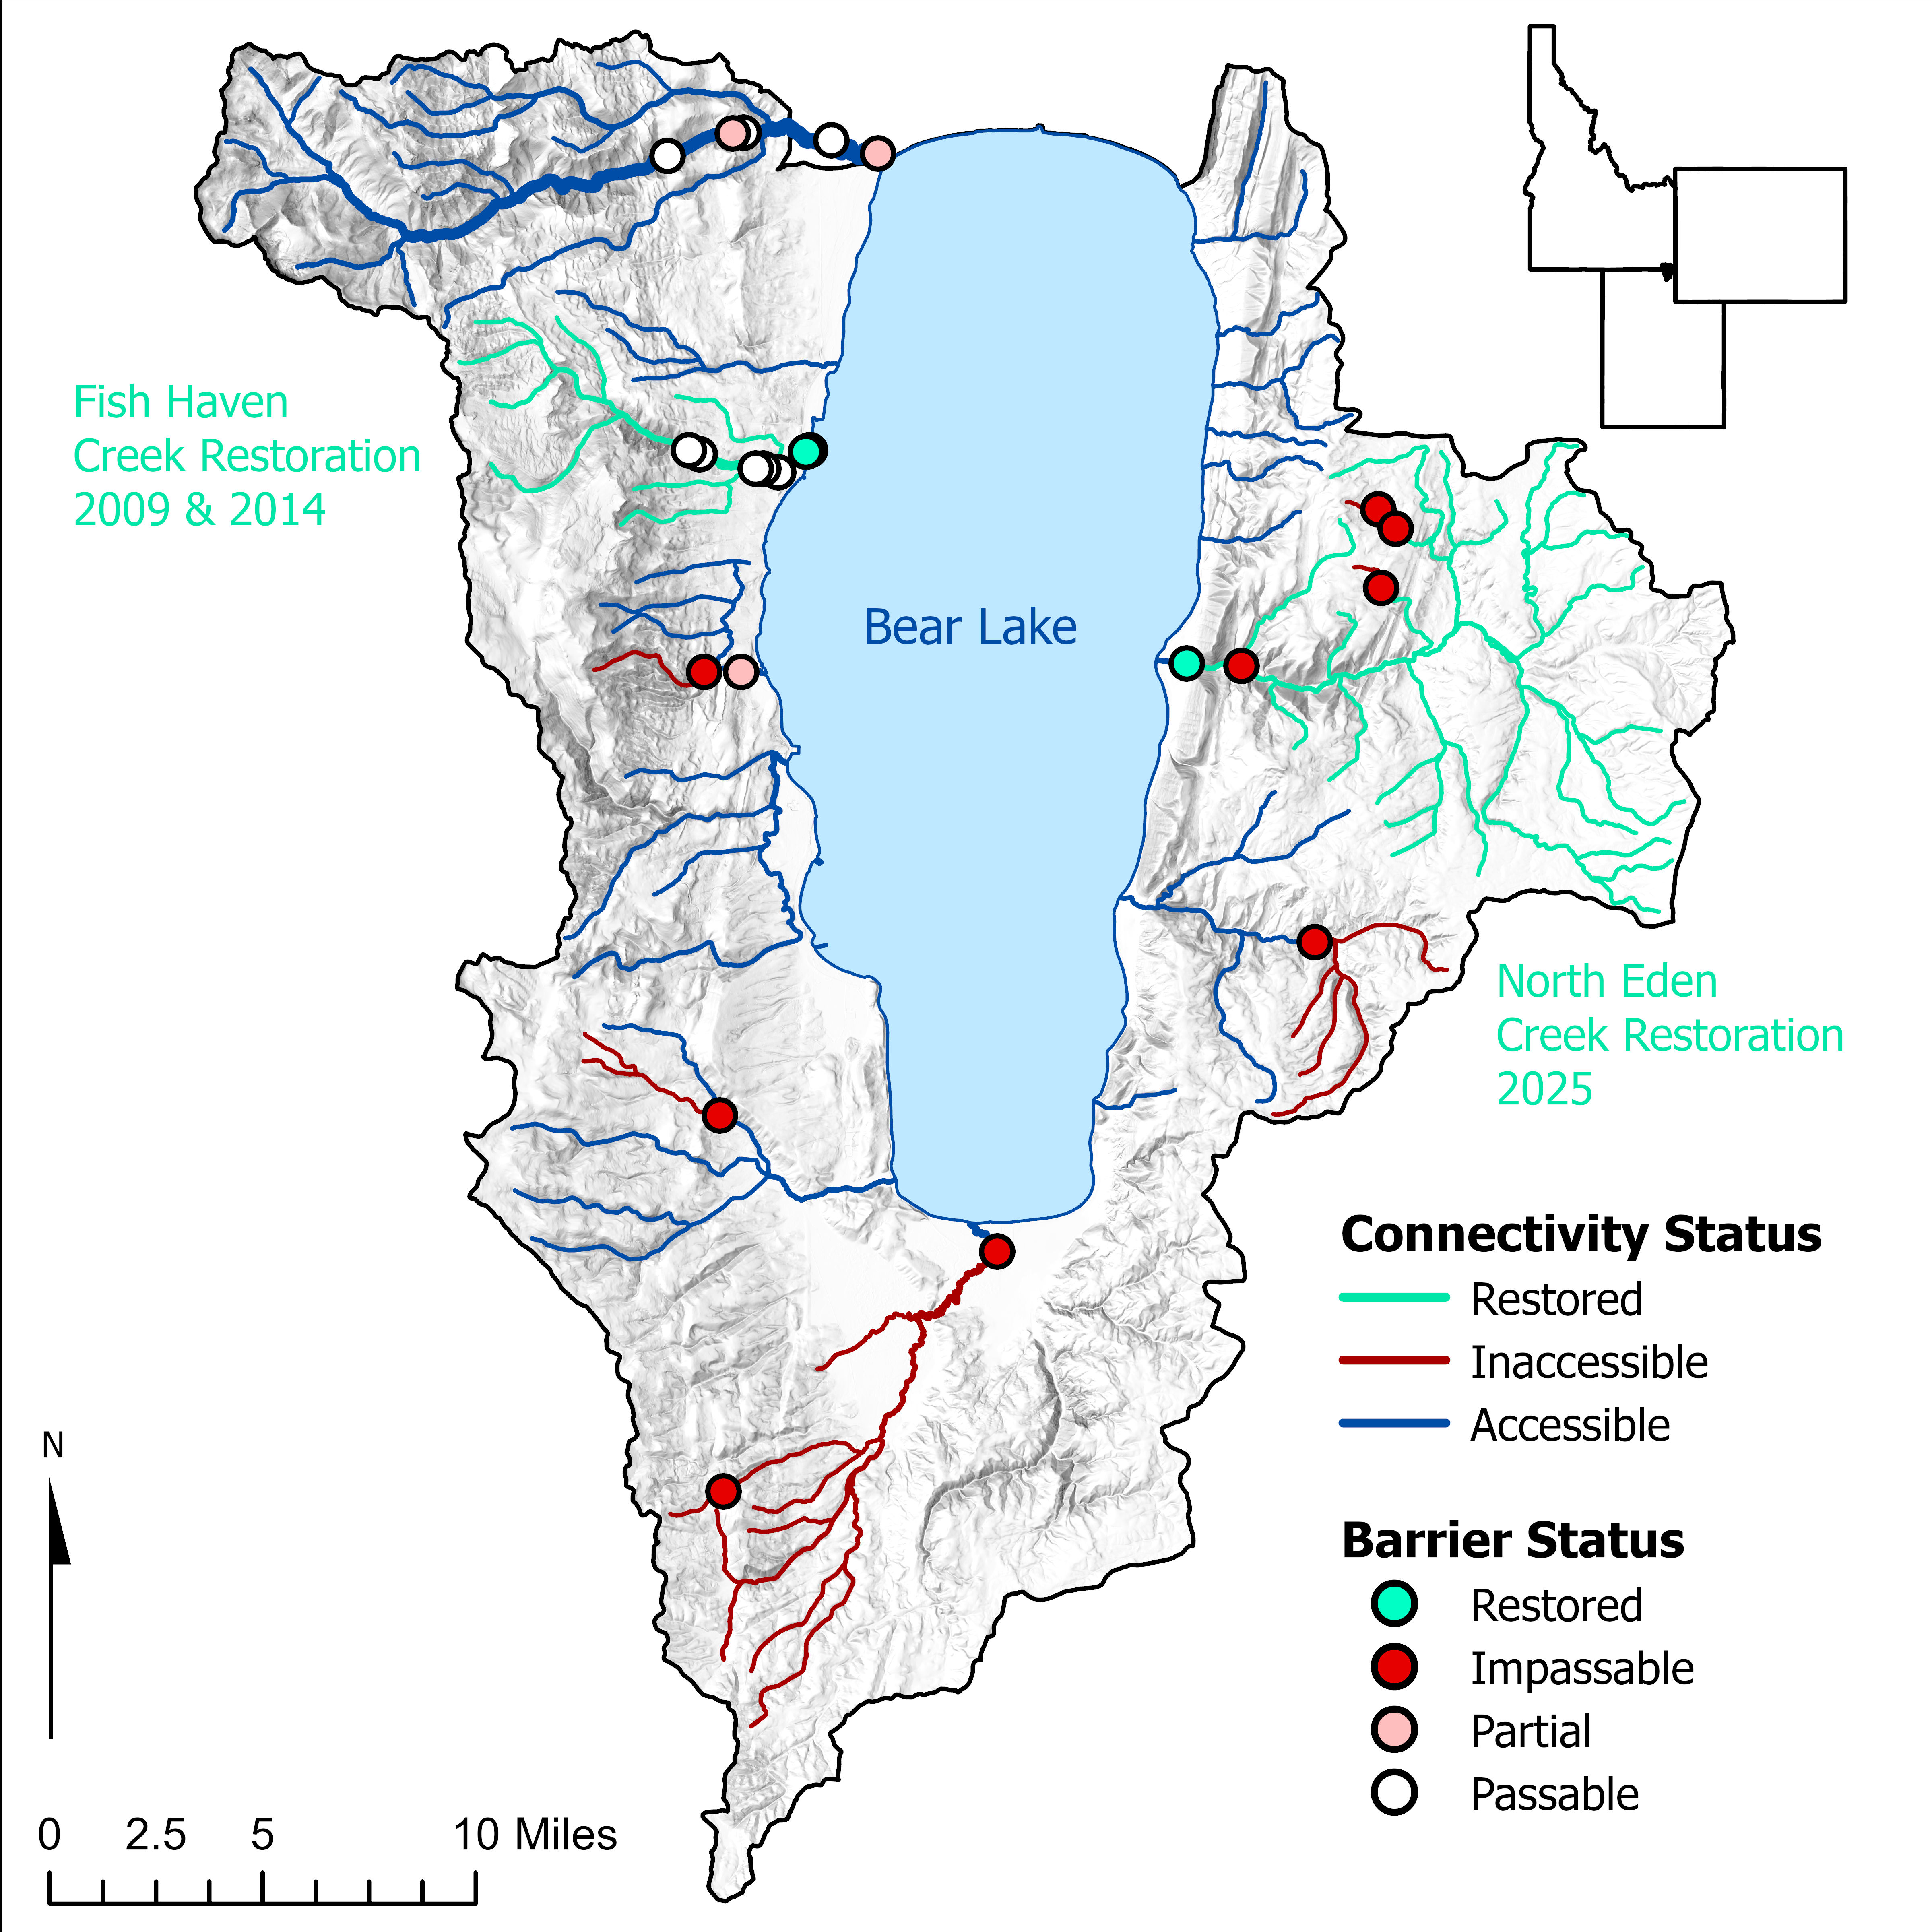 Fish Haven
Creek Restoration
2009 & 2014
Bear Lake
North Eden
Creek Restoration
2025
Connectivity Status
Restored
Inaccessible
Accessible
Barrier Status
Restored
Impassable
Partial
Passable
N
0 2.5 5 10 Miles